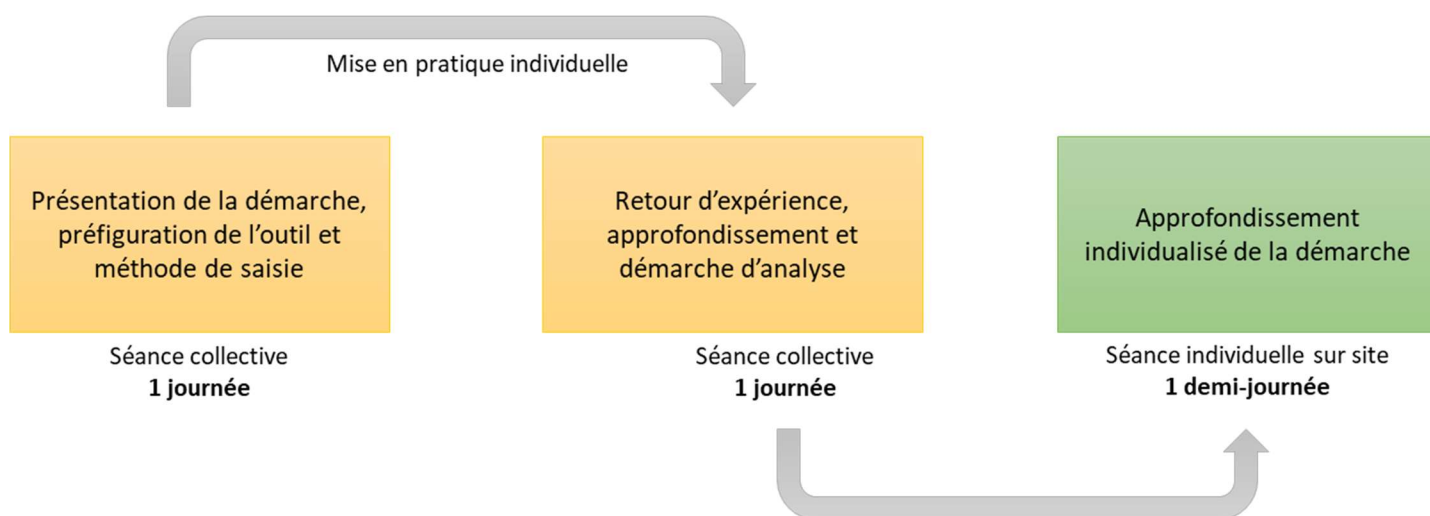 Mise en pratique individuelle
Présentation de la démarche,
préfiguration de l’outil et
méthode de saisie
Séance collective
1 journée
Retour d’expérience,
approfondissement et
démarche d’analyse
Séance collective
1 journée
Approfondissement
individualisé de la démarche
Séance individuelle sur site
1 demi-journée